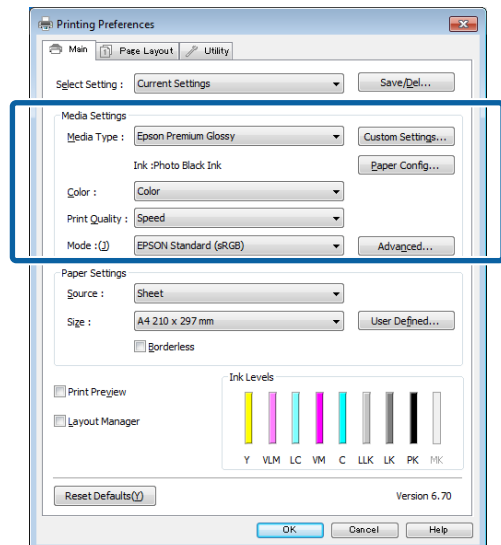 Printing Preferences
Main Page Layout Utility
Select Setting : Current Settings Save/Del...
Media Settings
Media Type : Epson Premium Glossy Custom Settings...
Ink :Photo Black Ink Paper Config...
Color : Color
Print Quality : Speed
Mode :(J) EPSON Standard (sRGB) Advanced...
Paper Settings
Source : Sheet
Size : A4 210 x 297 mm User Defined...
Borderless
Ink Levels
Print Preview
Layout Manager
Y VLM LC VM C LLK LK PK MK
Reset Defaults(Y) Version 6.70
OK Cancel Help